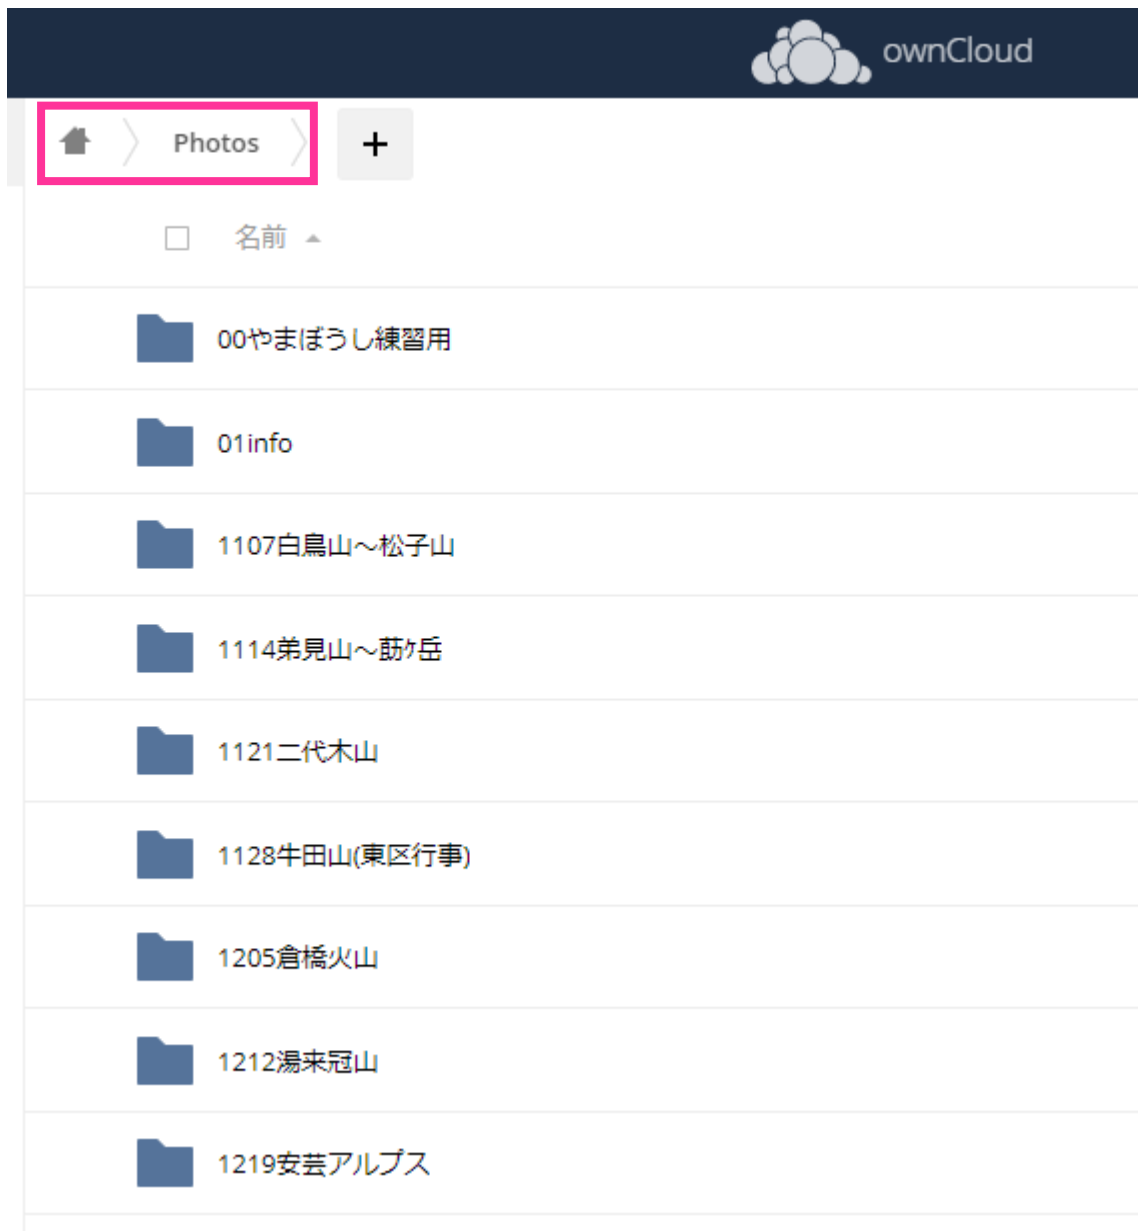 ownCloud
Photos
+
名前
00やまぼうし練習用
01info
1107白鳥山～松子山
1114弟見山～莇ｹ岳
1121二代木山
1128牛田山(東区行事)
1205倉橋火山
1212湯来冠山
1219安芸アルプス